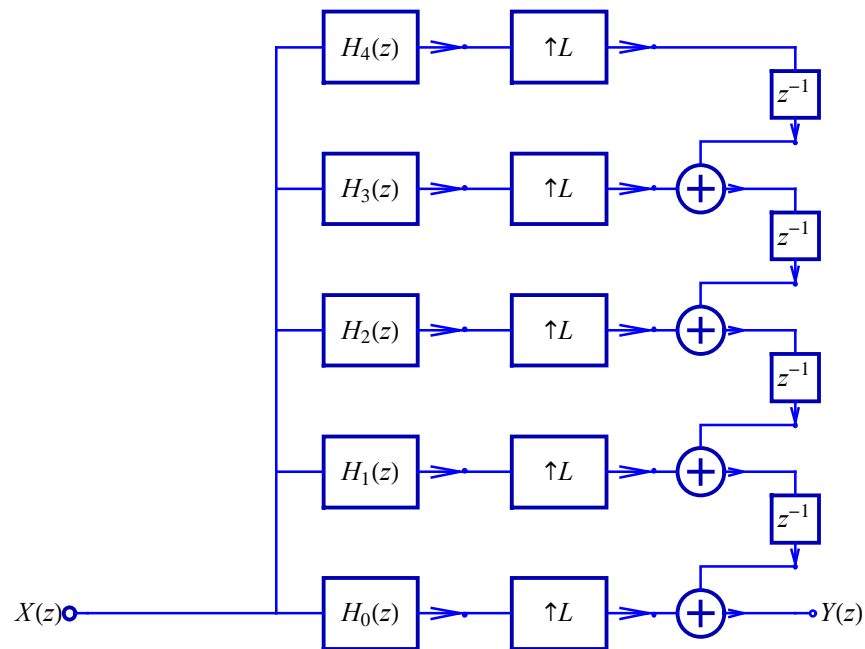 H₄(z) ↑L
z⁻¹
H₃(z) ↑L +
z⁻¹
H₂(z) ↑L +
z⁻¹
H₁(z) ↑L +
z⁻¹
X(z) H₀(z) ↑L + Y(z)